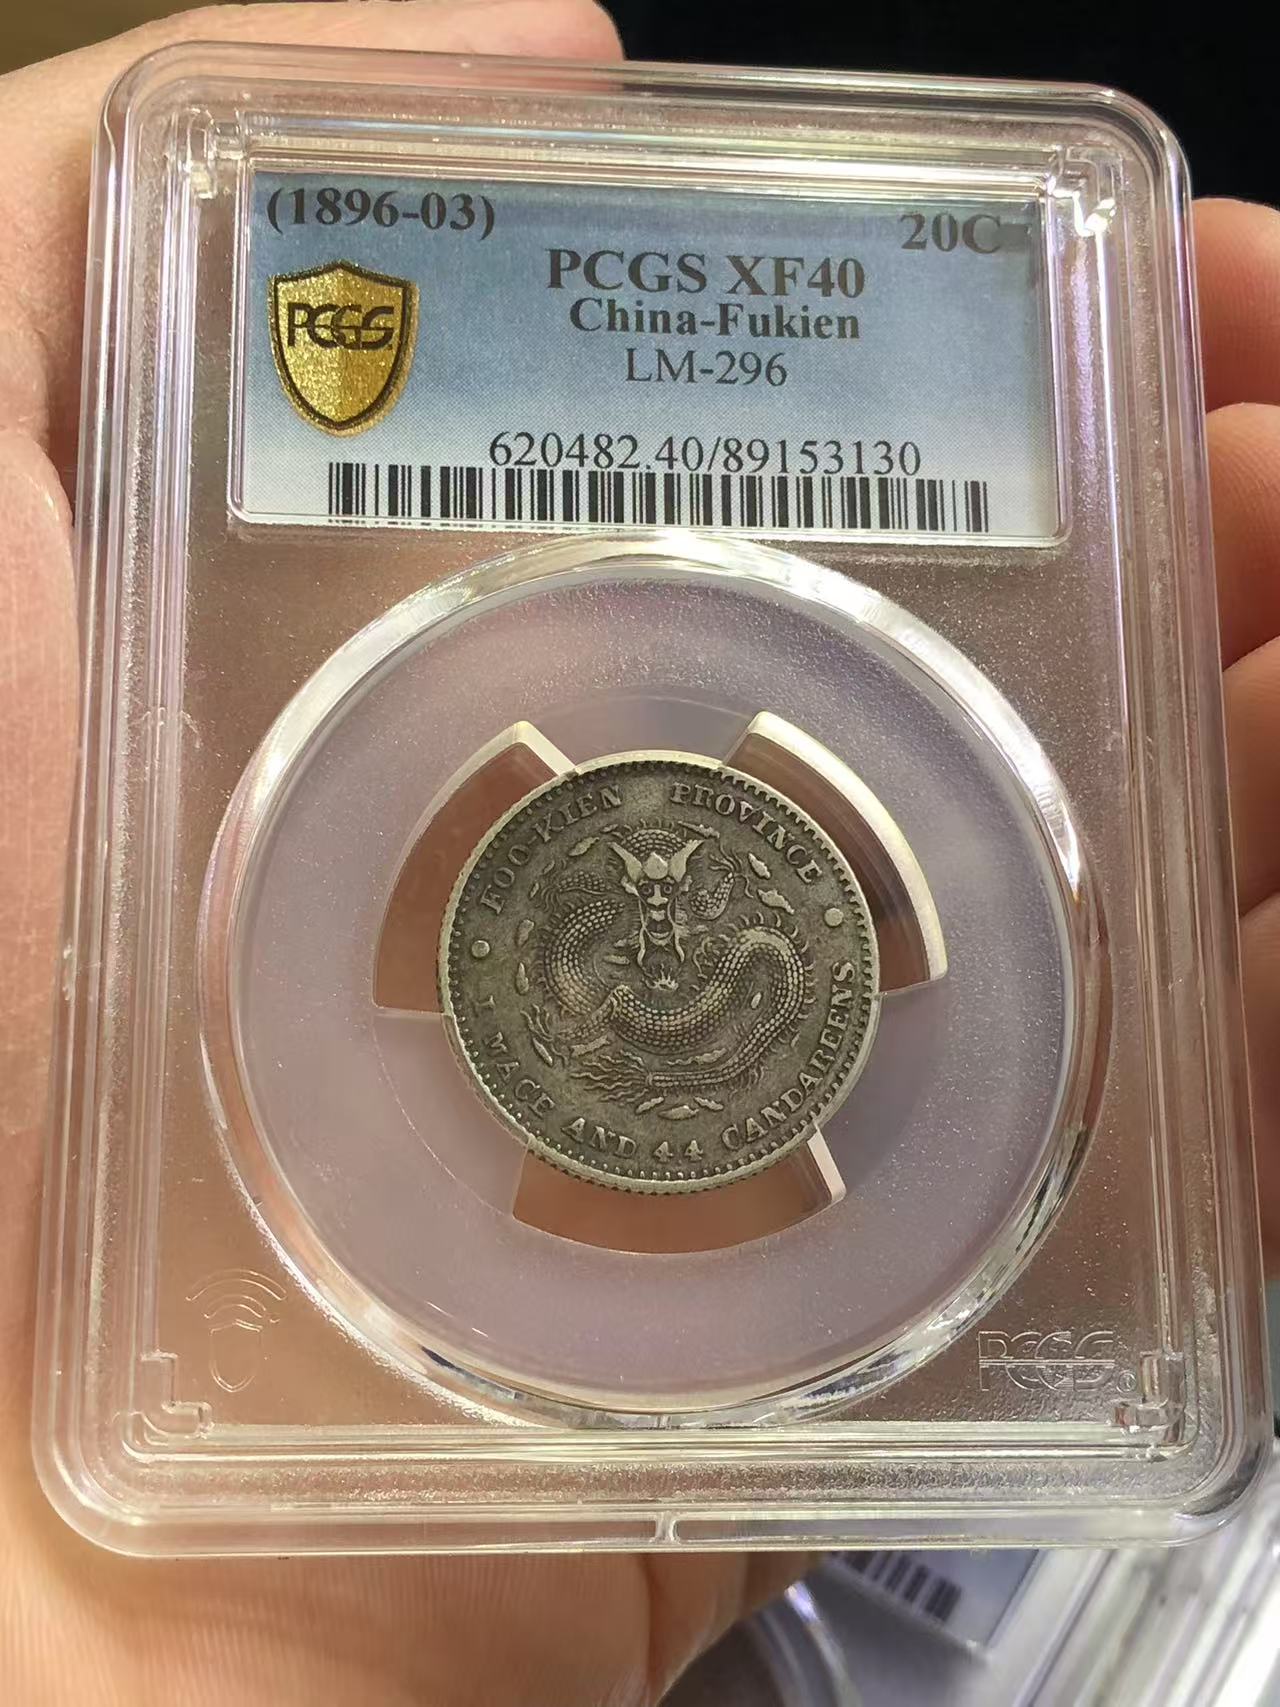 (1896-03)
20C
PCGS XF40
China-Fukien
LM-296
PCGS
620482.40/89153130
FOO-KIEN PROVINCE
1 MACE AND 44 CANDAREENS
PCGS